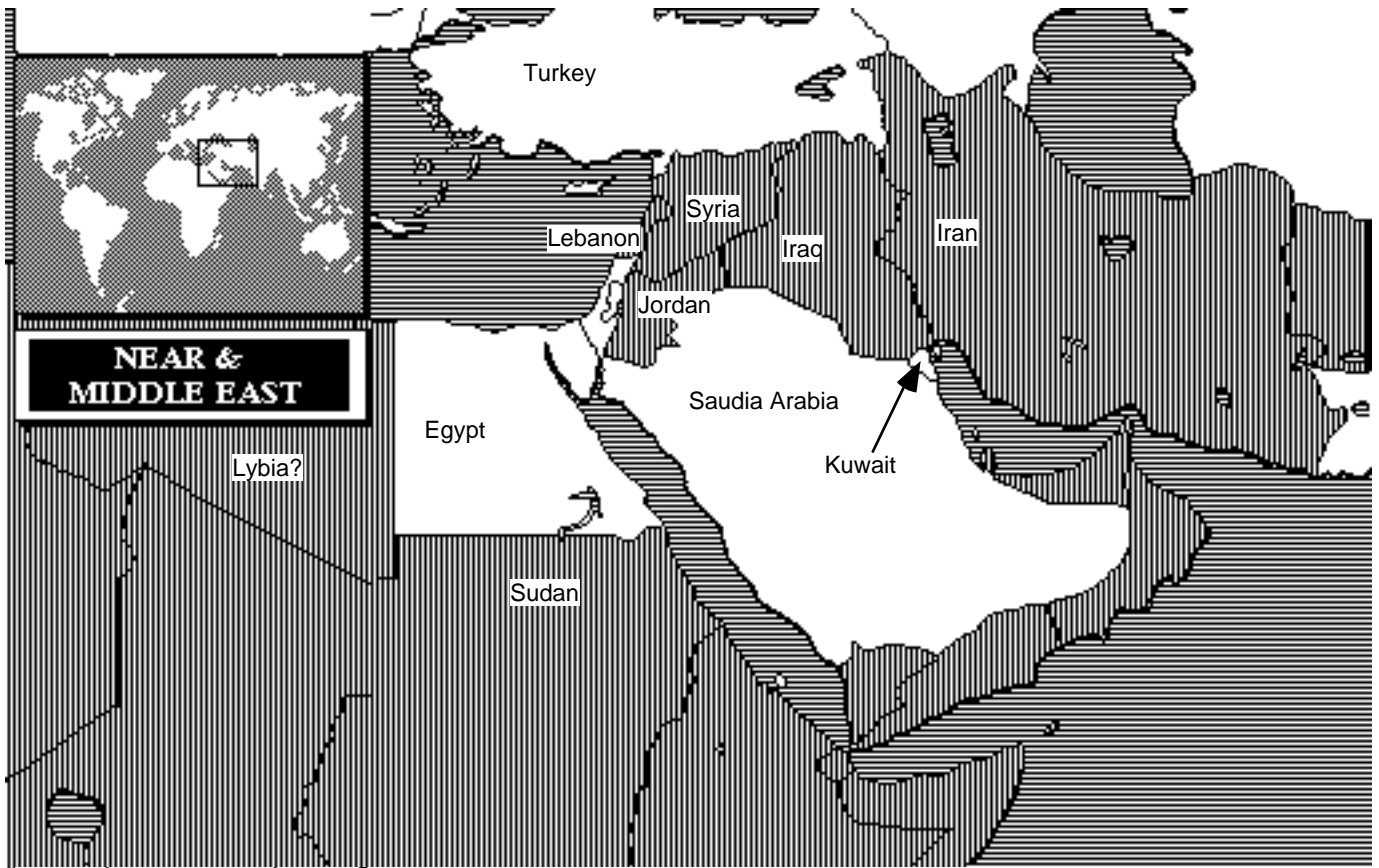 Turkey
Syria
Lebanon
Iraq
Iran
Jordan
NEAR &
MIDDLE EAST
Saudia Arabia
Egypt
Kuwait
Lybia?
Sudan